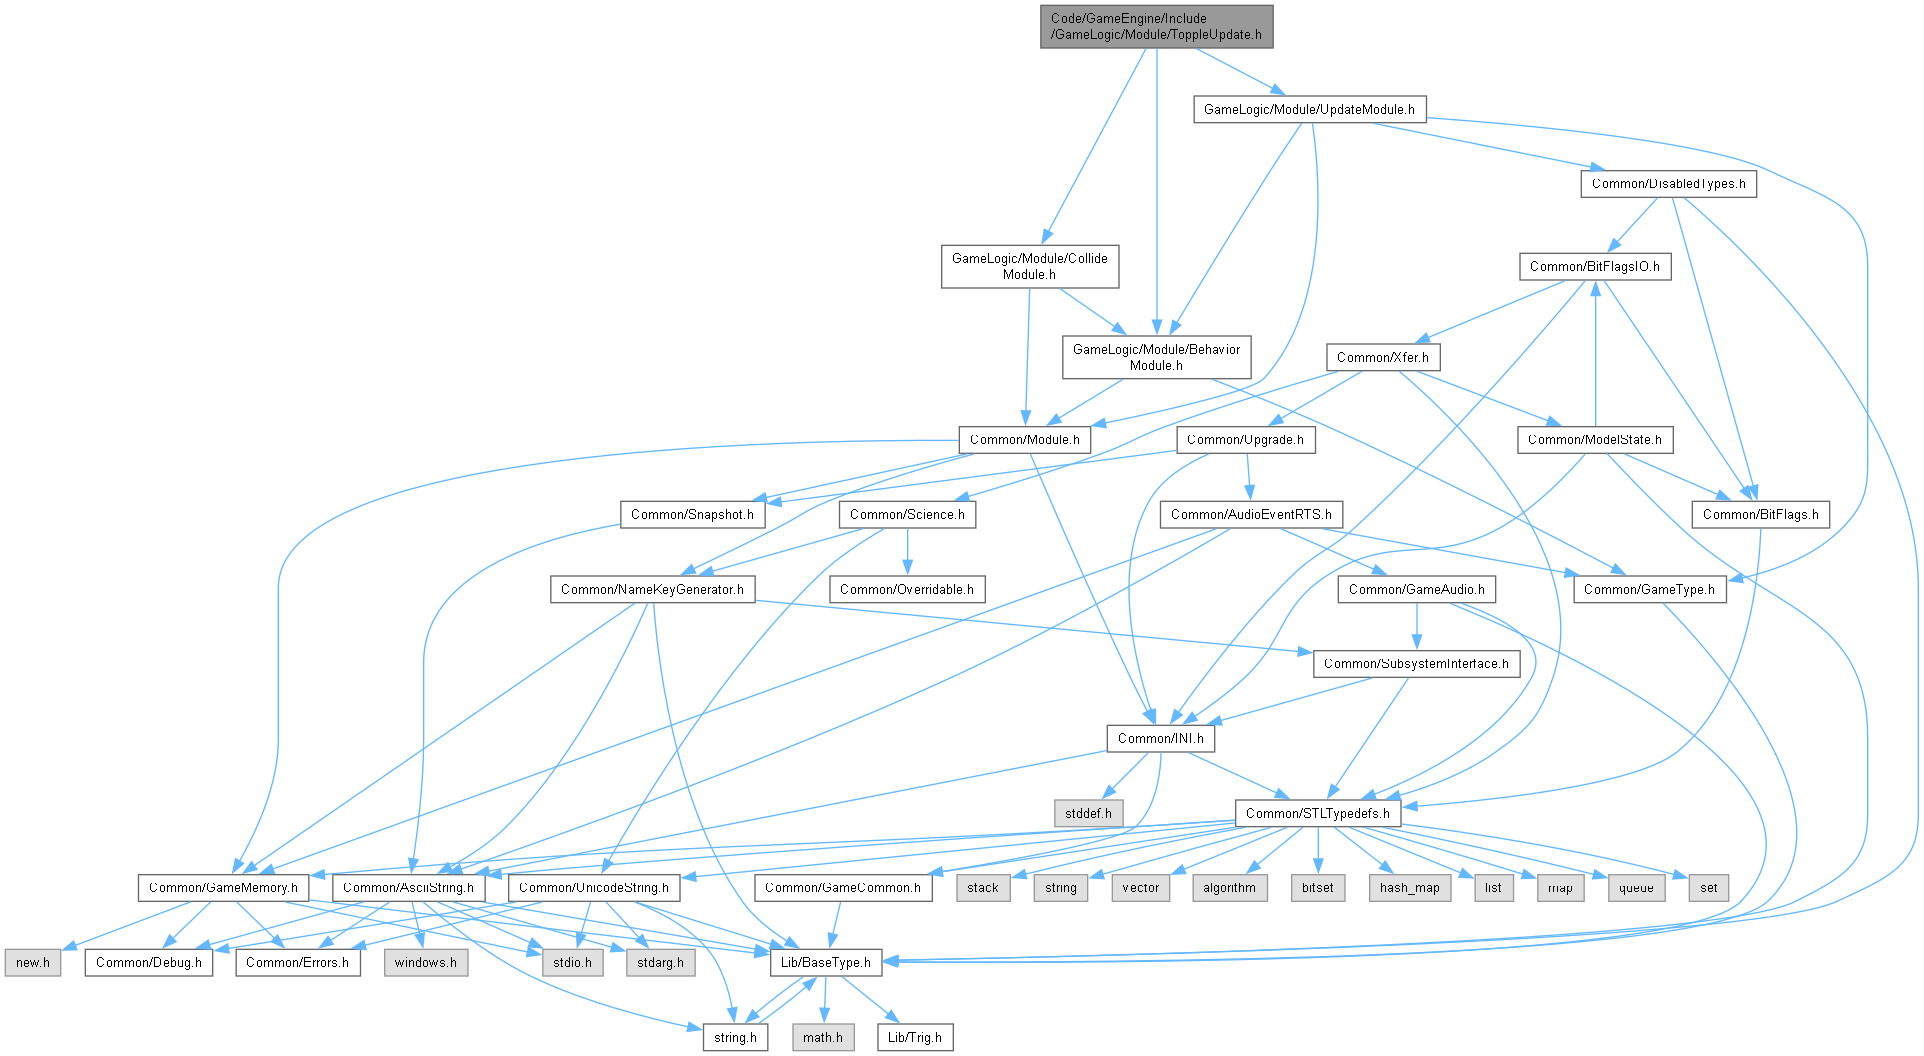 Code/GameEngine/Include
/GameLogic/Module/ToppleUpdate.h
GameLogic/Module/UpdateModule.h
Common/DisabledTypes.h
GameLogic/Module/Collide
Module.h
Common/BitFlagsIO.h
GameLogic/Module/Behavior
Module.h
Common/Xfer.h
Common/Module.h
Common/Upgrade.h
Common/ModelState.h
Common/Snapshot.h
Common/Science.h
Common/AudioEventRTS.h
Common/BitFlags.h
Common/NameKeyGenerator.h
Common/Overridable.h
Common/GameAudio.h
Common/GameType.h
Common/SubsystemInterface.h
Common/INI.h
stddef.h
Common/STLTypedefs.h
Common/GameMemory.h
Common/AsciiString.h
Common/UnicodeString.h
Common/GameCommon.h
stack
string
vector
algorithm
bitset
hash_map
list
map
queue
set
new.h
Common/Debug.h
Common/Errors.h
windows.h
stdio.h
stdarg.h
Lib/BaseType.h
string.h
math.h
Lib/Trig.h